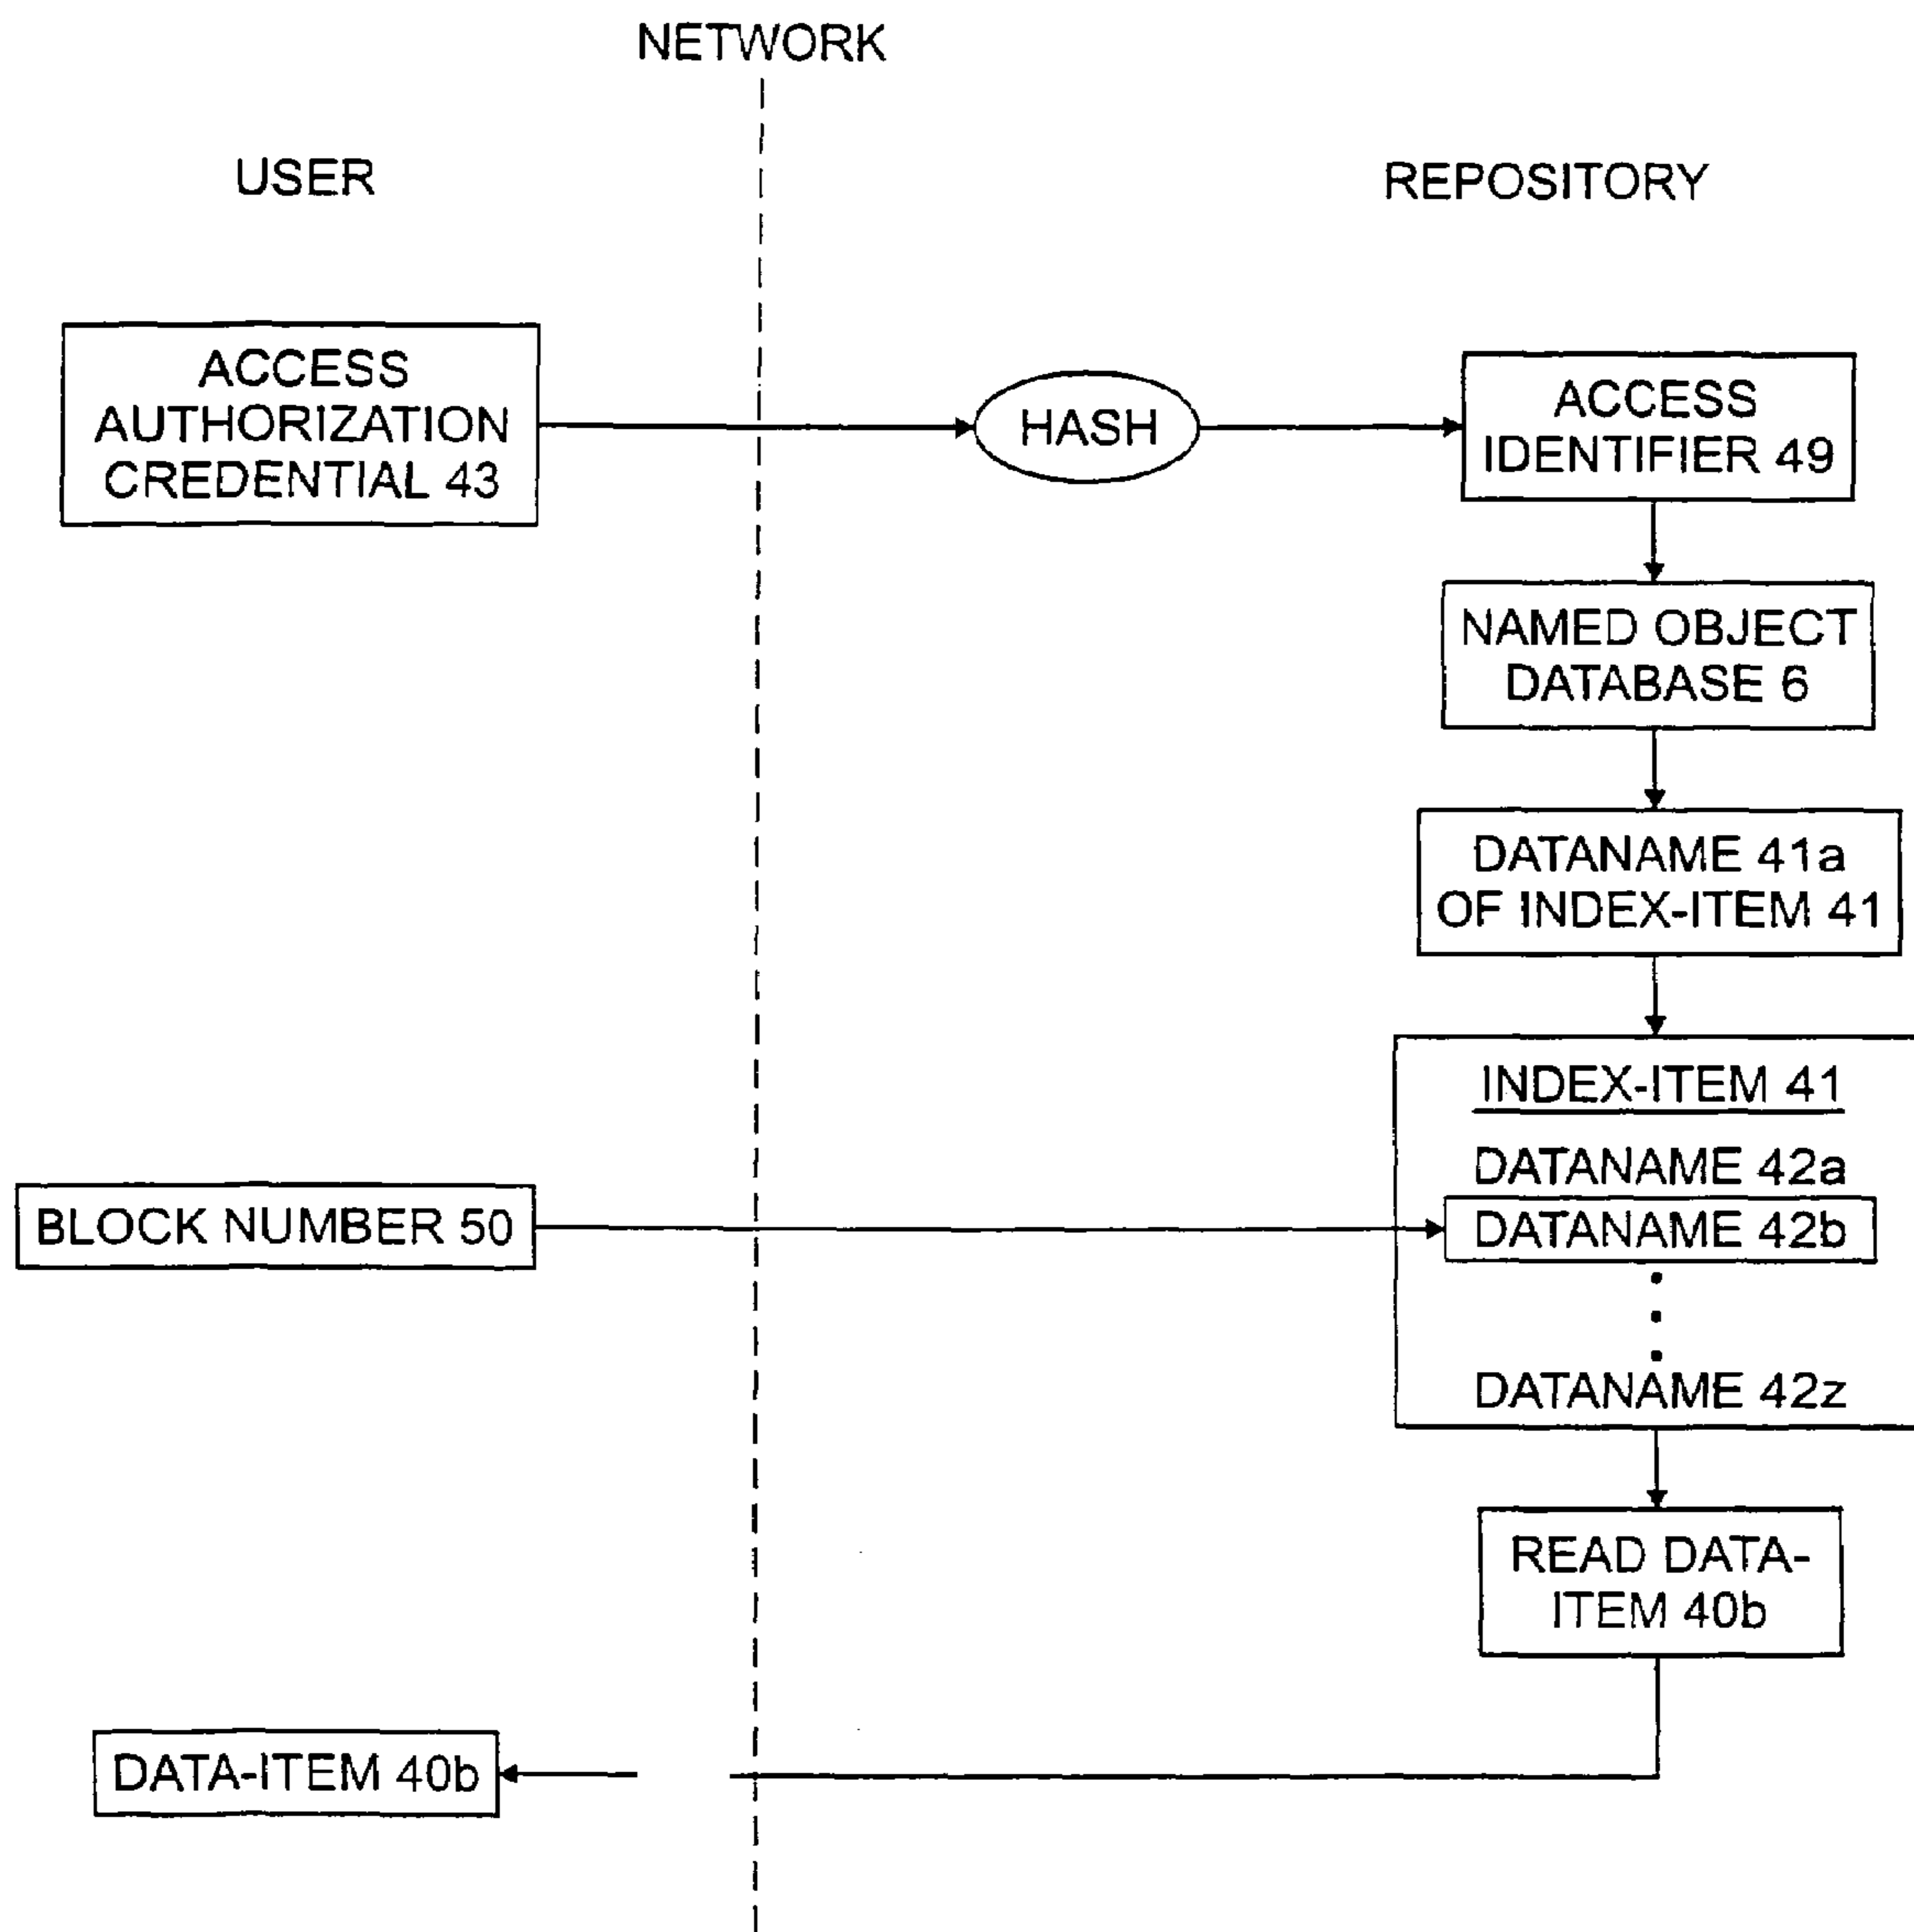 NETWORK
USER
REPOSITORY
ACCESS
AUTHORIZATION
CREDENTIAL 43
HASH
ACCESS
IDENTIFIER 49
NAMED OBJECT
DATABASE 6
DATANAME 41a
OF INDEX-ITEM 41
INDEX-ITEM 41
DATANAME 42a
BLOCK NUMBER 50
DATANAME 42b
DATANAME 42z
READ DATA-
ITEM 40b
DATA-ITEM 40b